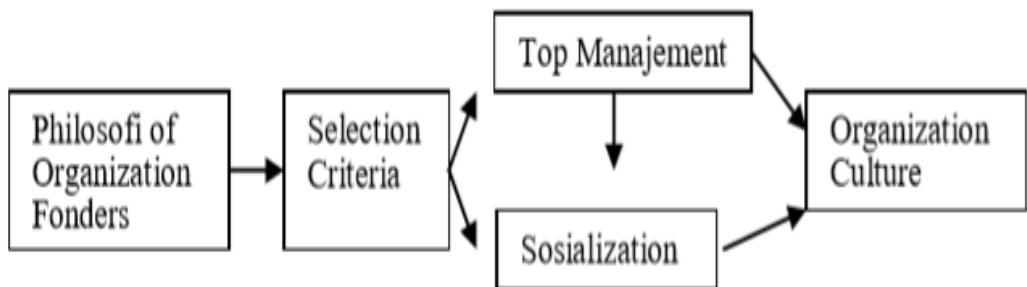 Philosofi of
Organization
Fonders
Selection
Criteria
Top Manajement
Sosialization
Organization
Culture